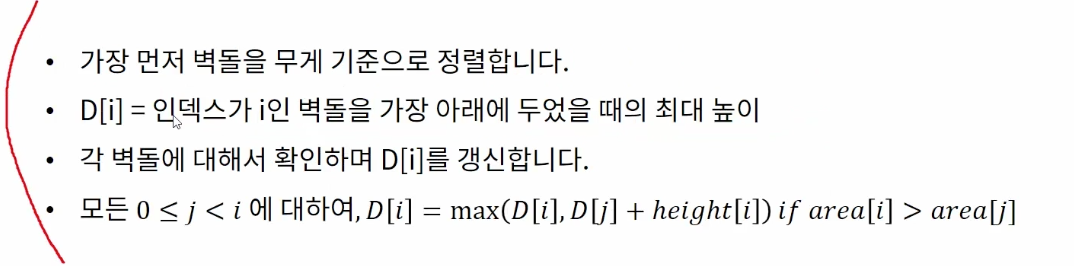 • 가장 먼저 벽돌을 무게 기준으로 정렬합니다.
• D[i] = 인덱스가 i인 벽돌을 가장 아래에 두었을 때의 최대 높이
• 각 벽돌에 대해서 확인하며 D[i]를 갱신합니다.
• 모든 0 ≤ j < i 에 대하여, D[i] = max(D[i], D[j] + height[i]) if area[i] > area[j]